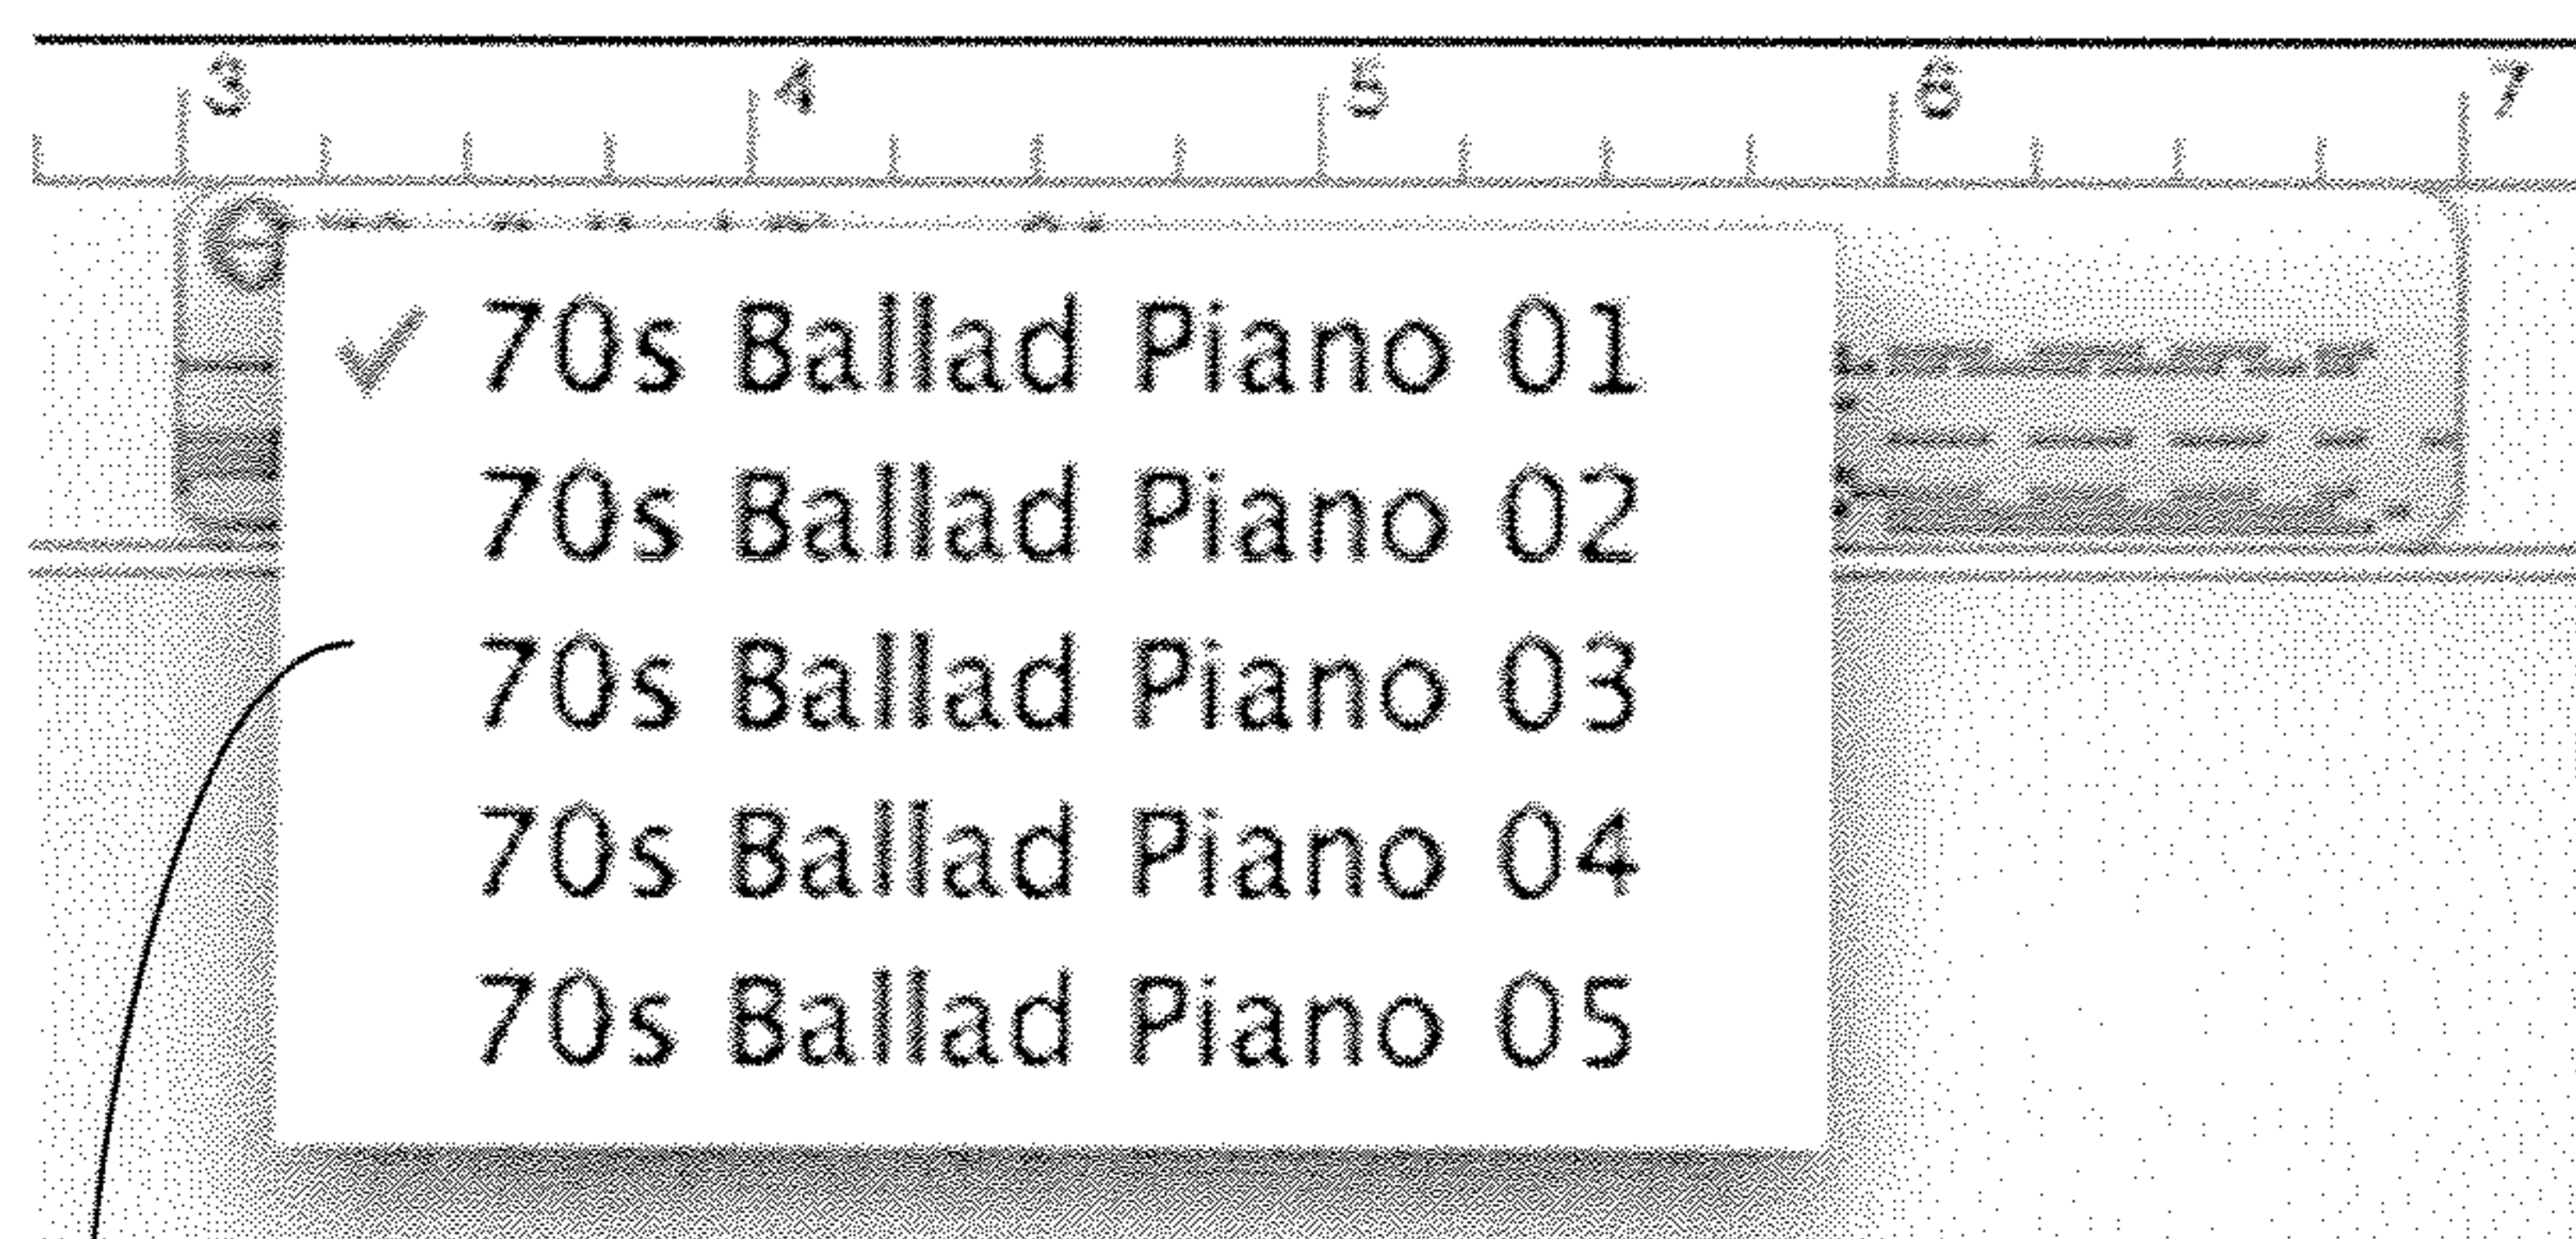 3 4 5 6 7
✓ 70s Ballad Piano 01
70s Ballad Piano 02
70s Ballad Piano 03
70s Ballad Piano 04
70s Ballad Piano 05